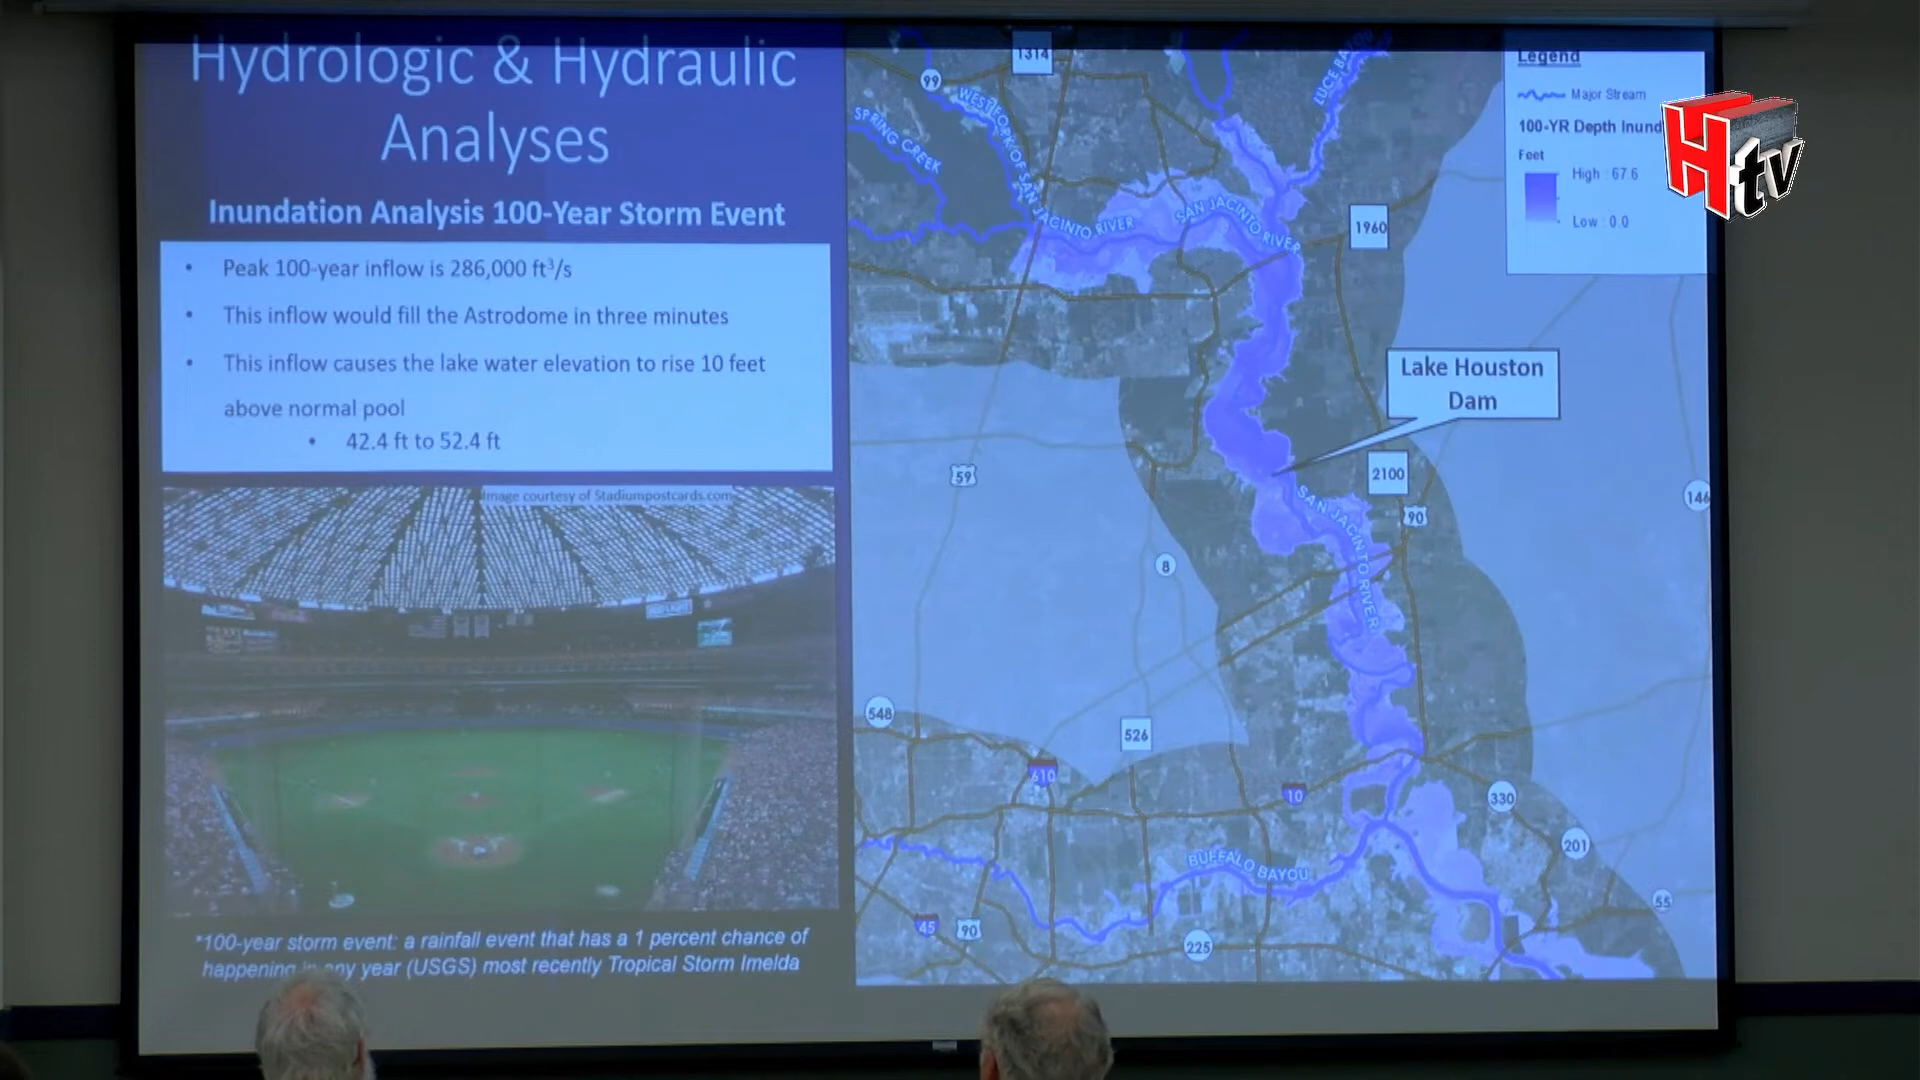 Hydrologic & Hydraulic
Analyses
Inundation Analysis 100-Year Storm Event
• Peak 100-year inflow is 286,000 ft³/s
• This inflow would fill the Astrodome in three minutes
• This inflow causes the lake water elevation to rise 10 feet
above normal pool
• 42.4 ft to 52.4 ft
Image courtesy of Stadiumpostcards.com
*100-year storm event: a rainfall event that has a 1 percent chance of
happening in any year (USGS) most recently Tropical Storm Imelda
1314
99
WEST FORK OF SAN JACINTO RIVER
SPRING CREEK
SAN JACINTO RIVER
LUCE
1960
Lake Houston
Dam
59
2100
90
146
SAN JACINTO RIVER
8
548
526
610
10
330
201
BUFFALO BAYOU
55
45
90
225
Legend
Major Stream
100-YR Depth Inund
Feet
High : 67.6
Low : 0.0
Htv